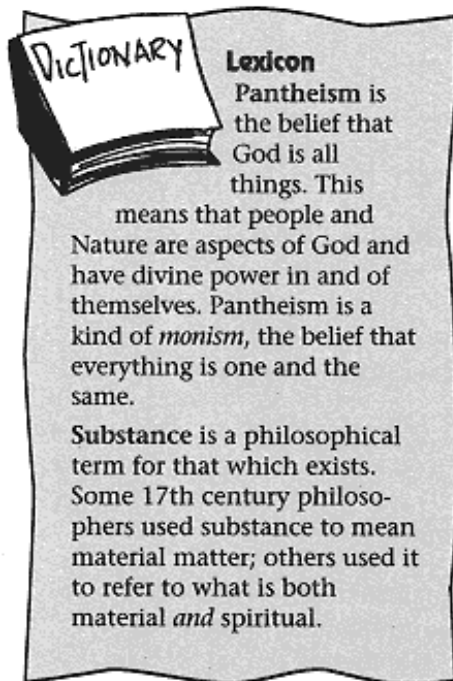 DICTIONARY
Lexicon
Pantheism is
the belief that
God is all
things. This
means that people and
Nature are aspects of God and
have divine power in and of
themselves. Pantheism is a
kind of monism, the belief that
everything is one and the
same.
Substance is a philosophical
term for that which exists.
Some 17th century philoso-
phers used substance to mean
material matter; others used it
to refer to what is both
material and spiritual.